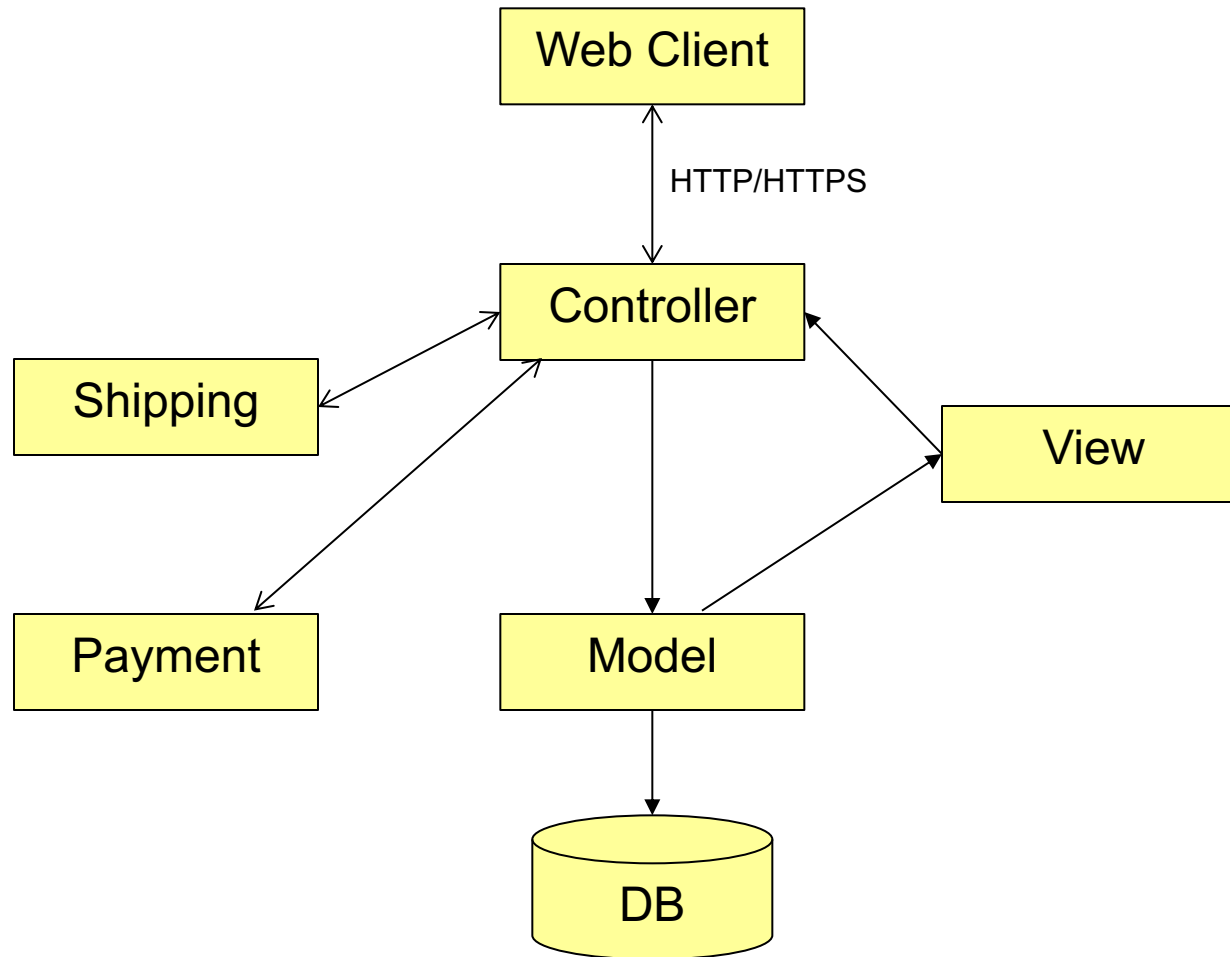 Web Client
HTTP/HTTPS
Controller
Shipping
View
Payment
Model
DB